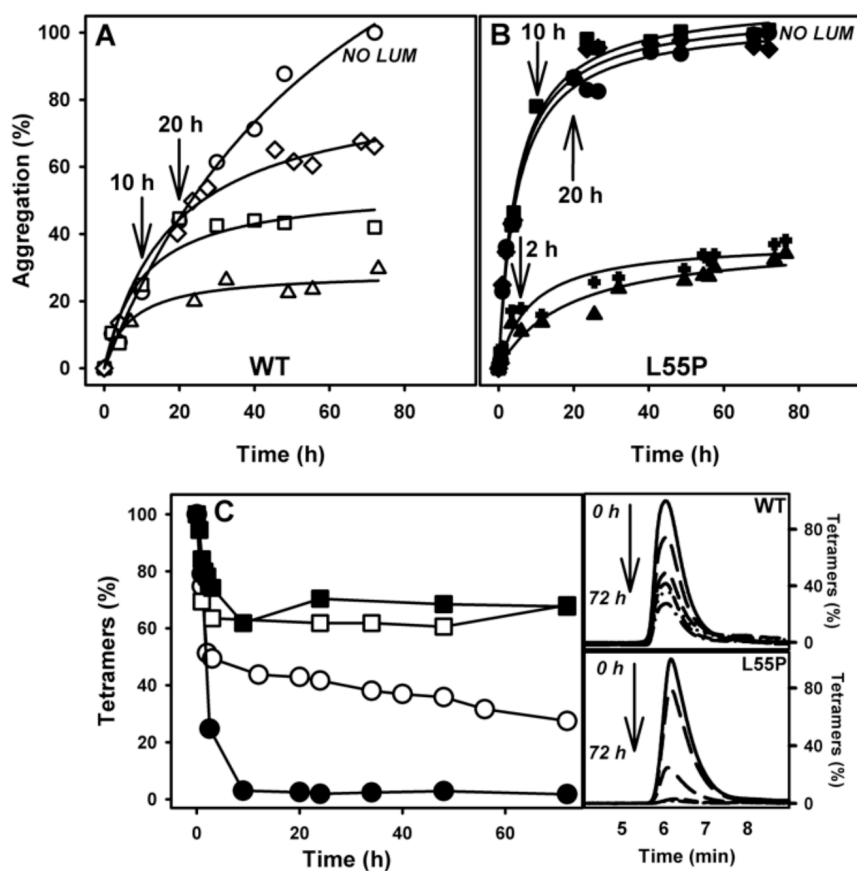 A
B
Aggregation (%)
100
80
60
40
20
0
NO LUM
20 h
10 h
WT
0 20 40 60 80
Time (h)
10 h
NO LUM
20 h
2 h
L55P
0 20 40 60 80
Time (h)
C
Tetramers (%)
100
80
60
40
20
0
0 20 40 60
Time (h)
WT
0 h
72 h
80
40
0
Tetramers (%)
L55P
0 h
72 h
80
40
0
Tetramers (%)
5 6 7 8
Time (min)